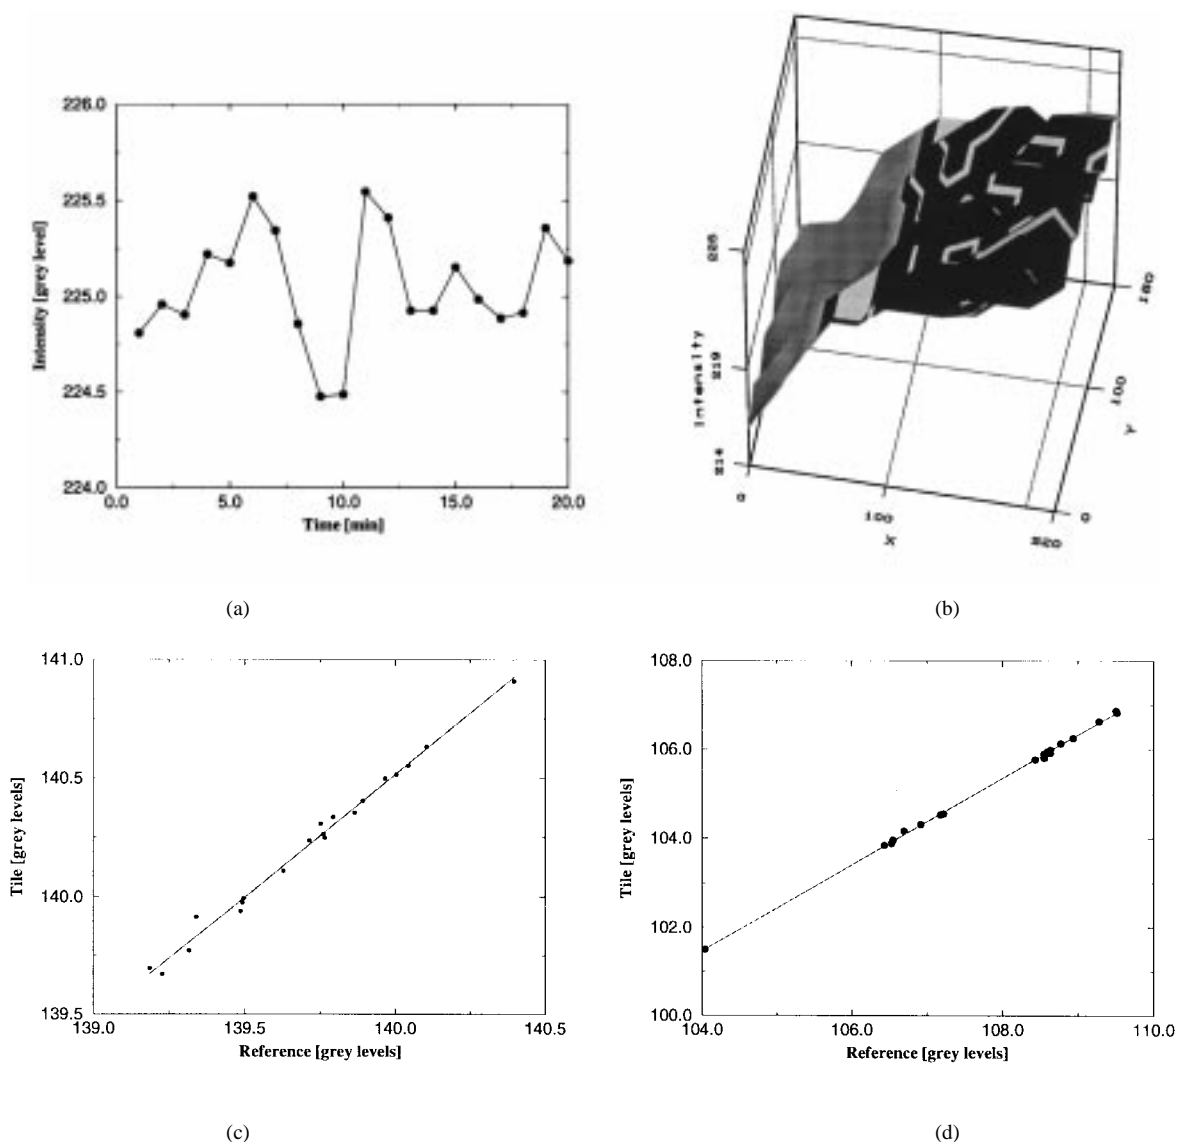 226.0
225.5
225.0
224.5
224.0
Intensity [grey level]
0.0 5.0 10.0 15.0 20.0
Time [min]
(a)
Intensity
219
214
0
100
X
0
100
Y
(b)
141.0
140.5
140.0
139.5
Tile [grey levels]
139.0 139.5 140.0 140.5
Reference [grey levels]
(c)
108.0
106.0
104.0
102.0
100.0
Tile [grey levels]
104.0 106.0 108.0 110.0
Reference [grey levels]
(d)